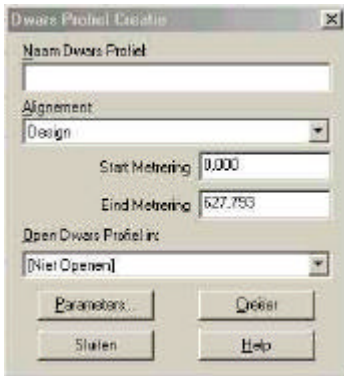 Dwars Profiel Creatie
Naam Dwars Profiel:
Alignement
Design
Start Metrering 0,000
Eind Metrering 627,793
Open Dwars Profiel in:
[Niet Openen]
Parameters... Creëer
Sluiten Help